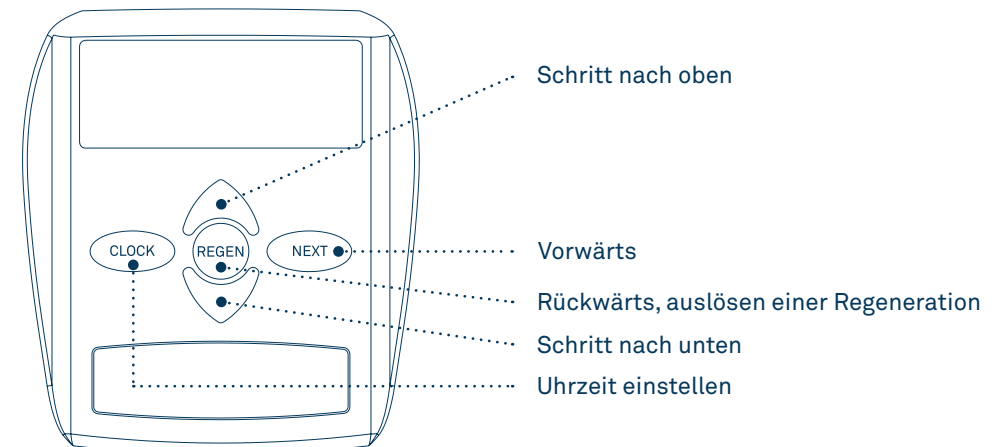 Schritt nach oben
CLOCK
REGEN
NEXT
Vorwärts
Rückwärts, auslösen einer Regeneration
Schritt nach unten
Uhrzeit einstellen